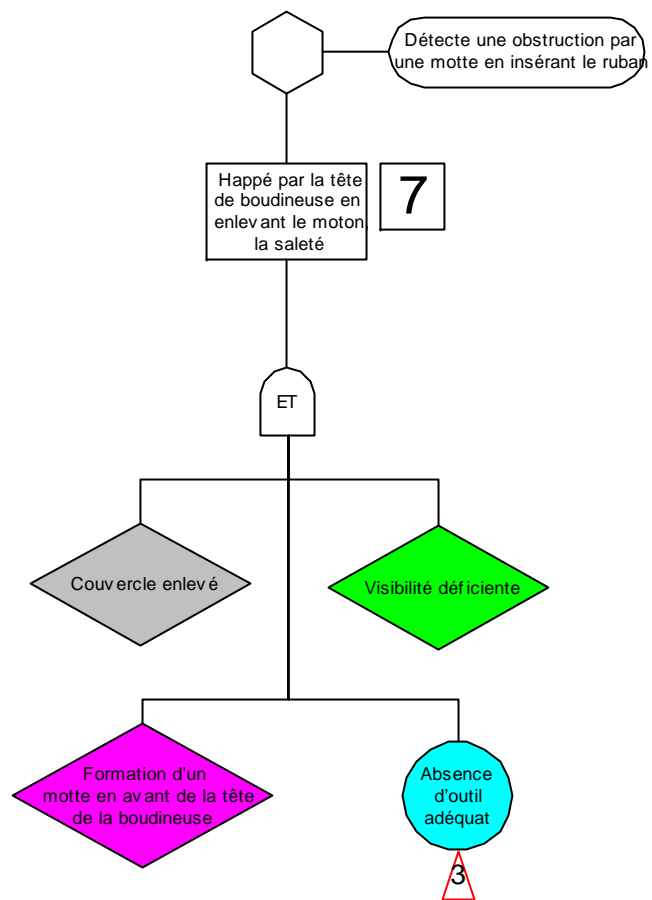 Détecte une obstruction par
une motte en insérant le ruban
Happé par la tête
de boudineuse en
enlevant le moton,
la saleté
7
ET
Couvercle enlevé
Visibilité déficiente
Formation d'un
motte en avant de la tête
de la boudineuse
Absence
d'outil
adéquat
3